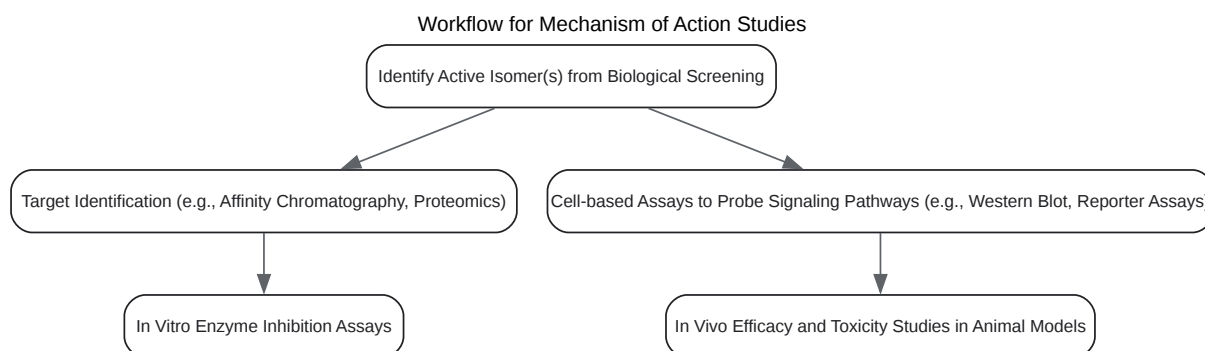 Workflow for Mechanism of Action Studies
Identify Active Isomer(s) from Biological Screening
Target Identification (e.g., Affinity Chromatography, Proteomics)
Cell-based Assays to Probe Signaling Pathways (e.g., Western Blot, Reporter Assays)
In Vitro Enzyme Inhibition Assays
In Vivo Efficacy and Toxicity Studies in Animal Models